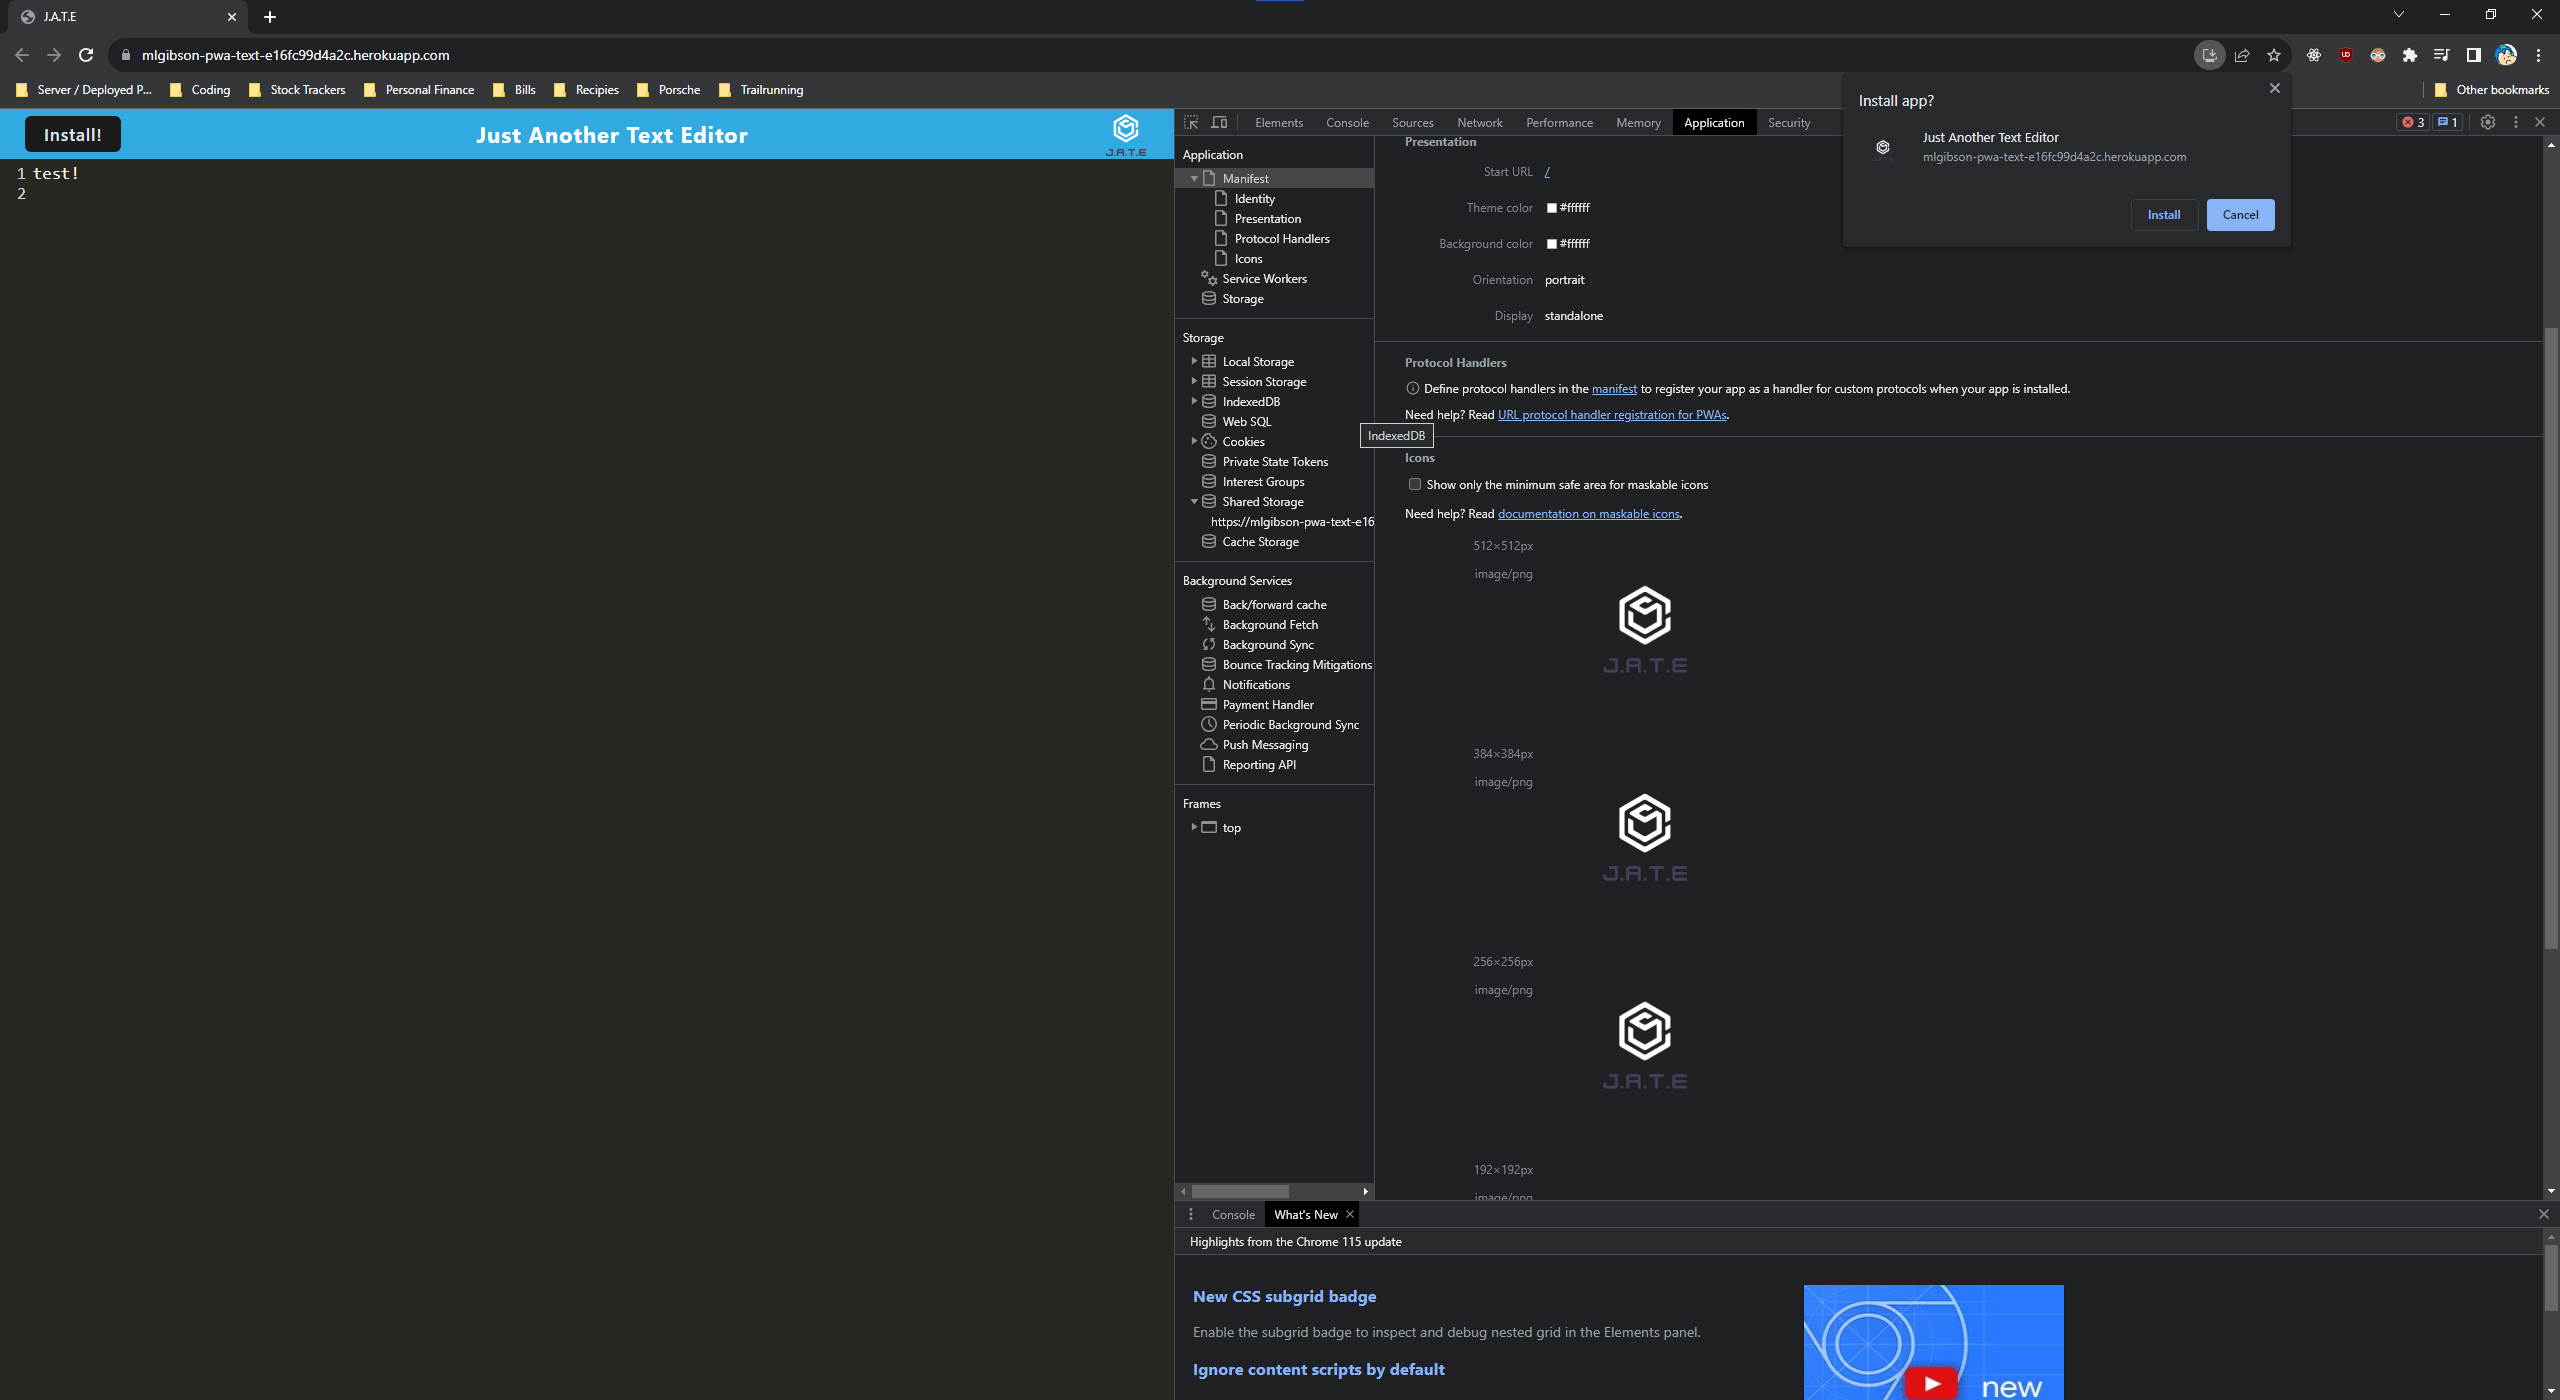 J.A.T.E
mlgibson-pwa-text-e16fc99d4a2c.herokuapp.com
Server / Deployed P...
Coding
Stock Trackers
Personal Finance
Bills
Recipies
Porsche
Trailrunning
Other bookmarks
Install!
Just Another Text Editor
J.A.T.E
1 test!
2
Elements
Console
Sources
Network
Performance
Memory
Application
Security
3
1
Install app?
Just Another Text Editor
mlgibson-pwa-text-e16fc99d4a2c.herokuapp.com
Install
Cancel
Application
Manifest
Identity
Presentation
Protocol Handlers
Icons
Service Workers
Storage
Storage
Local Storage
Session Storage
IndexedDB
Web SQL
Cookies
Private State Tokens
Interest Groups
Shared Storage
https://mlgibson-pwa-text-e16
Cache Storage
Background Services
Back/forward cache
Background Fetch
Background Sync
Bounce Tracking Mitigations
Notifications
Payment Handler
Periodic Background Sync
Push Messaging
Reporting API
Frames
top
Presentation
Start URL /
Theme color #ffffff
Background color #ffffff
Orientation portrait
Display standalone
Protocol Handlers
Define protocol handlers in the manifest to register your app as a handler for custom protocols when your app is installed.
Need help? Read URL protocol handler registration for PWAs.
IndexedDB
Icons
Show only the minimum safe area for maskable icons
Need help? Read documentation on maskable icons.
512×512px
image/png
J.A.T.E
384×384px
image/png
J.A.T.E
256×256px
image/png
J.A.T.E
192×192px
image/png
Console
What's New
Highlights from the Chrome 115 update
New CSS subgrid badge
Enable the subgrid badge to inspect and debug nested grid in the Elements panel.
Ignore content scripts by default
new